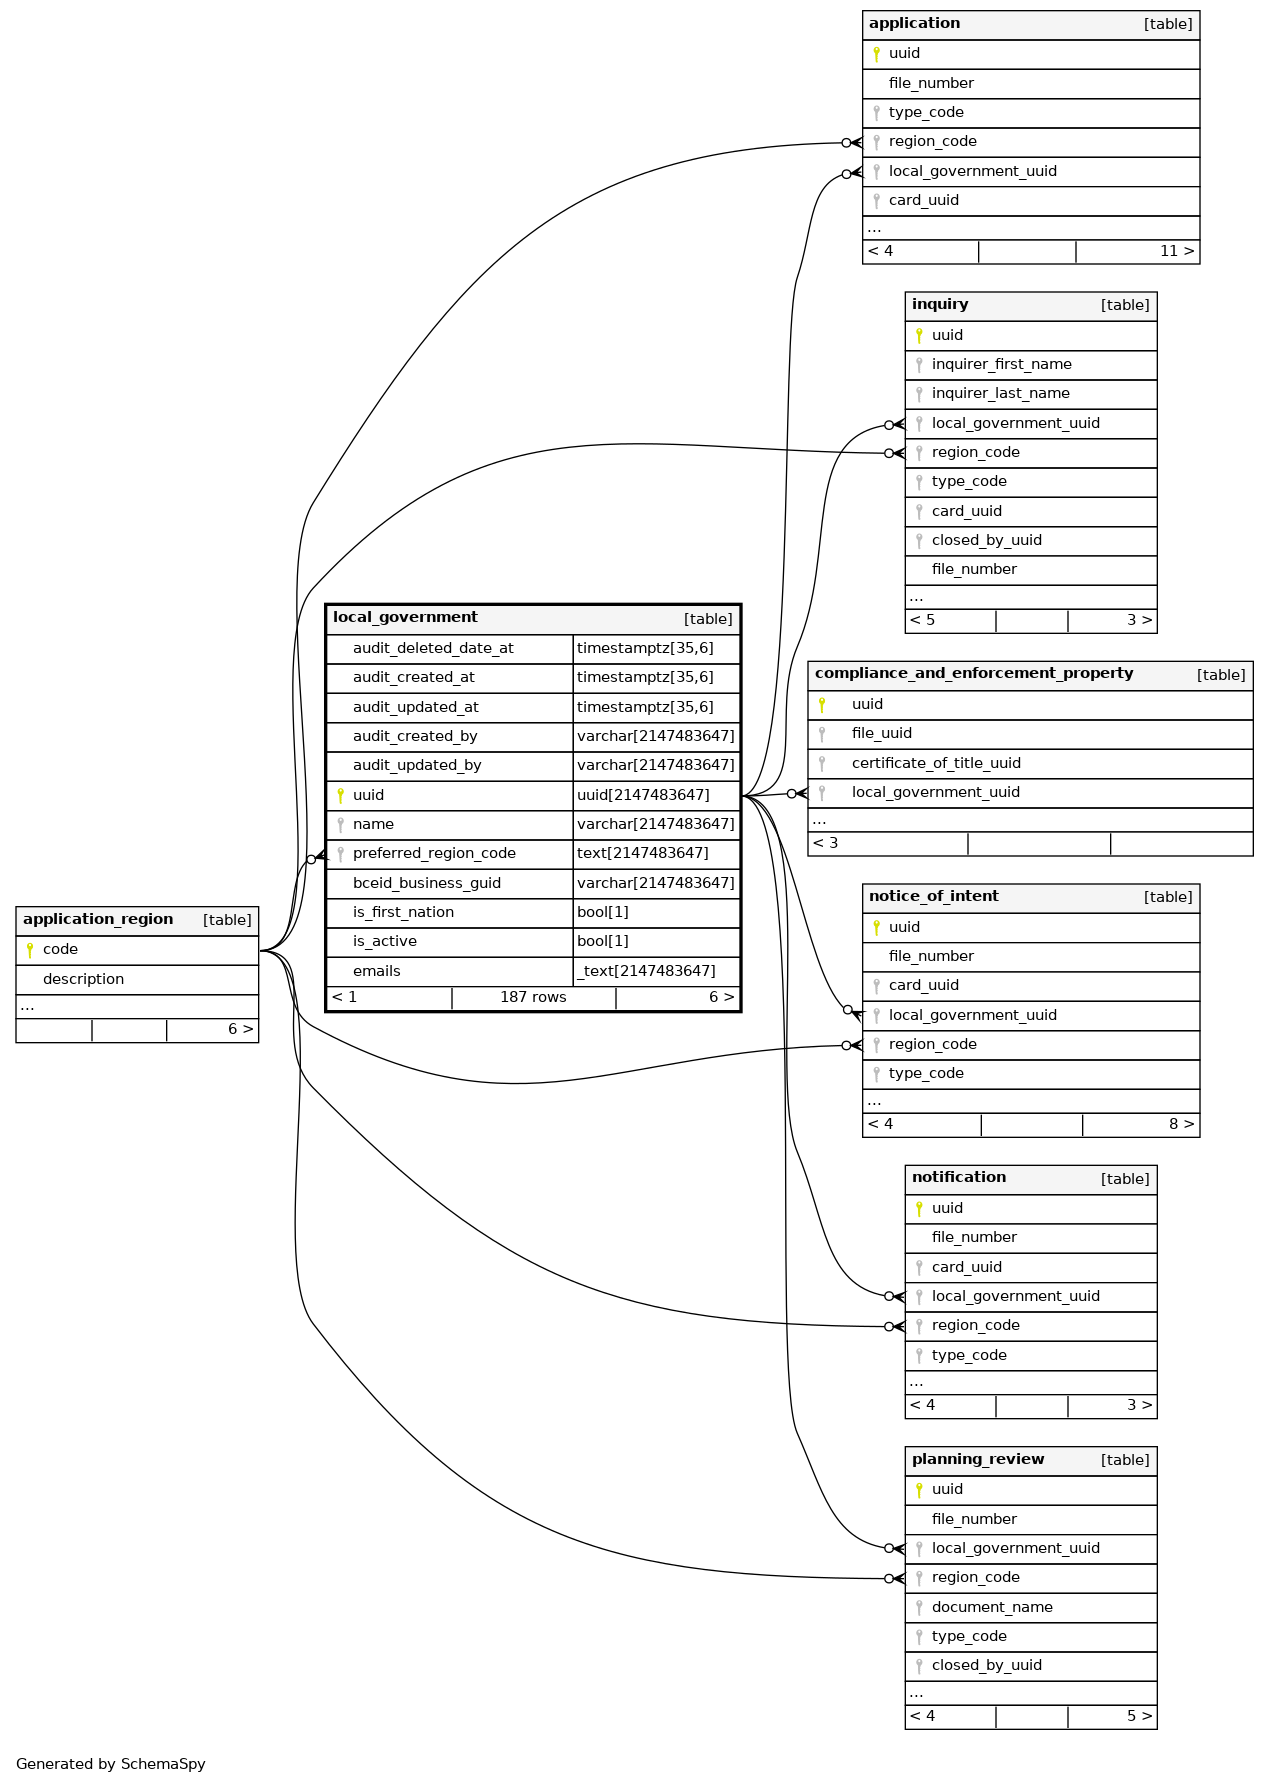 application [table]
uuid
file_number
type_code
region_code
local_government_uuid
card_uuid
...
< 4 11 >
inquiry [table]
uuid
inquirer_first_name
inquirer_last_name
local_government_uuid
region_code
type_code
card_uuid
closed_by_uuid
file_number
...
< 5 3 >
local_government [table]
audit_deleted_date_at timestamptz[35,6]
audit_created_at timestamptz[35,6]
audit_updated_at timestamptz[35,6]
audit_created_by varchar[2147483647]
audit_updated_by varchar[2147483647]
uuid uuid[2147483647]
name varchar[2147483647]
preferred_region_code text[2147483647]
bceid_business_guid varchar[2147483647]
is_first_nation bool[1]
is_active bool[1]
emails _text[2147483647]
< 1 187 rows 6 >
compliance_and_enforcement_property [table]
uuid
file_uuid
certificate_of_title_uuid
local_government_uuid
...
< 3
application_region [table]
code
description
...
6 >
notice_of_intent [table]
uuid
file_number
card_uuid
local_government_uuid
region_code
type_code
...
< 4 8 >
notification [table]
uuid
file_number
card_uuid
local_government_uuid
region_code
type_code
...
< 4 3 >
planning_review [table]
uuid
file_number
local_government_uuid
region_code
document_name
type_code
closed_by_uuid
...
< 4 5 >
Generated by SchemaSpy